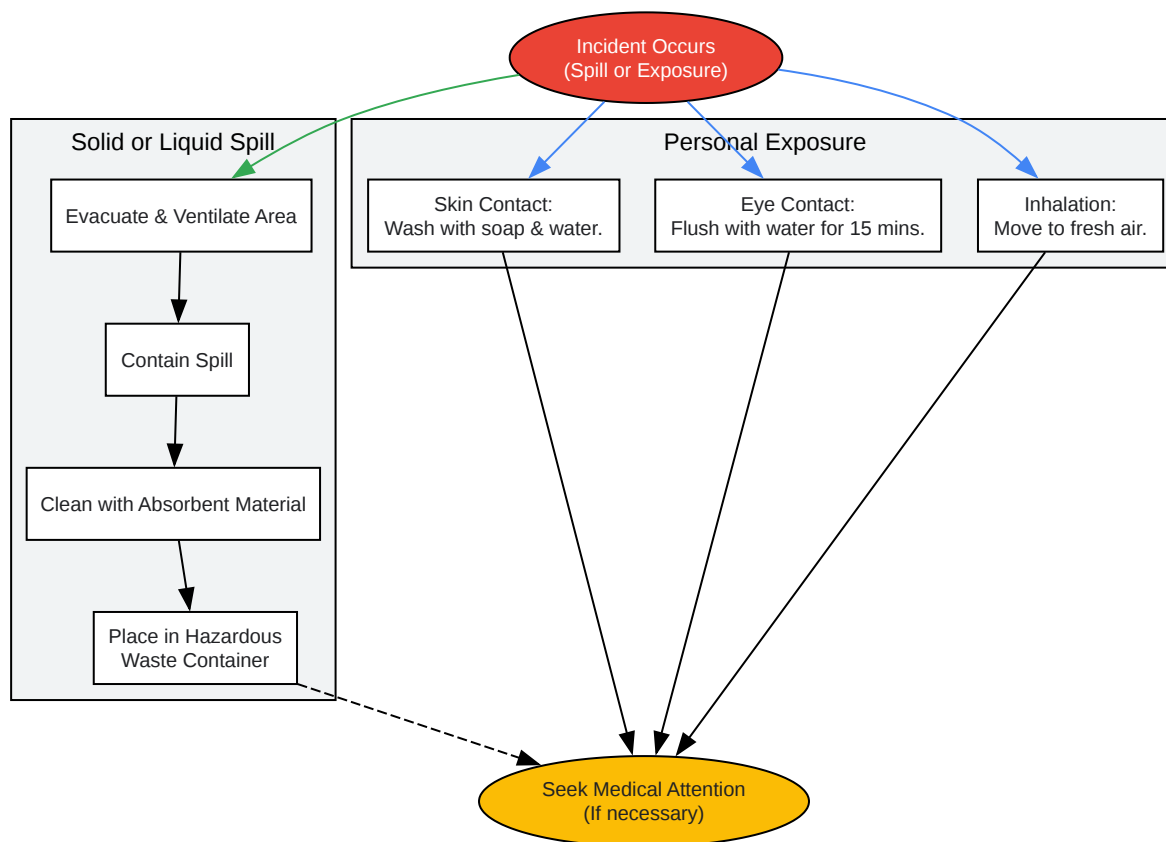 Incident Occurs
(Spill or Exposure)
Solid or Liquid Spill
Evacuate & Ventilate Area
Contain Spill
Clean with Absorbent Material
Place in Hazardous
Waste Container
Personal Exposure
Skin Contact:
Wash with soap & water.
Eye Contact:
Flush with water for 15 mins.
Inhalation:
Move to fresh air.
Seek Medical Attention
(If necessary)